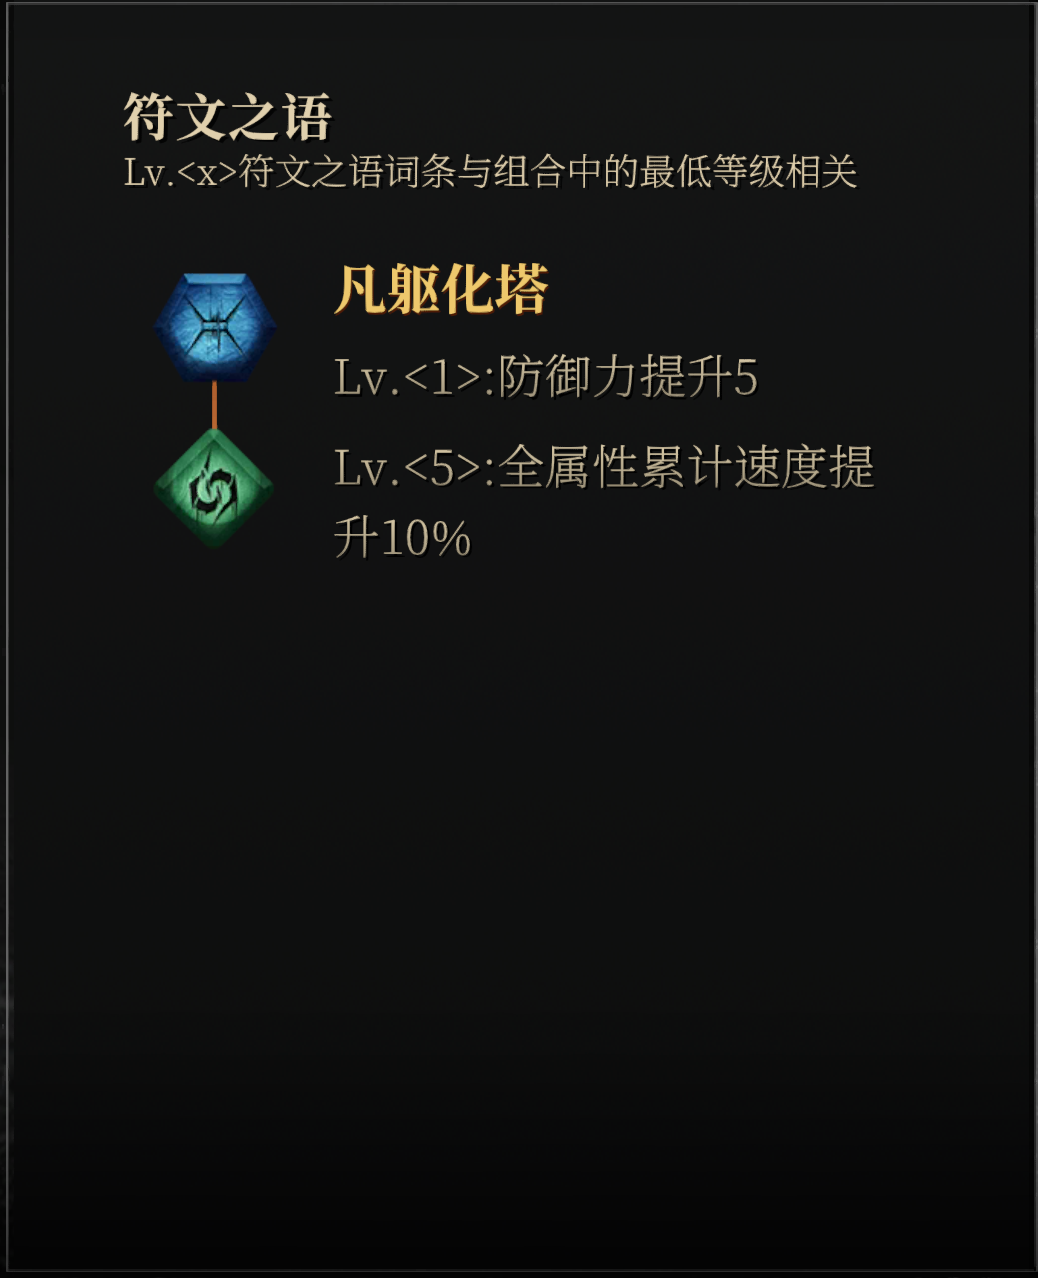 符文之语
Lv.<x>符文之语词条与组合中的最低等级相关
凡躯化塔
Lv.<1>:防御力提升5
Lv.<5>:全属性累计速度提
升10%